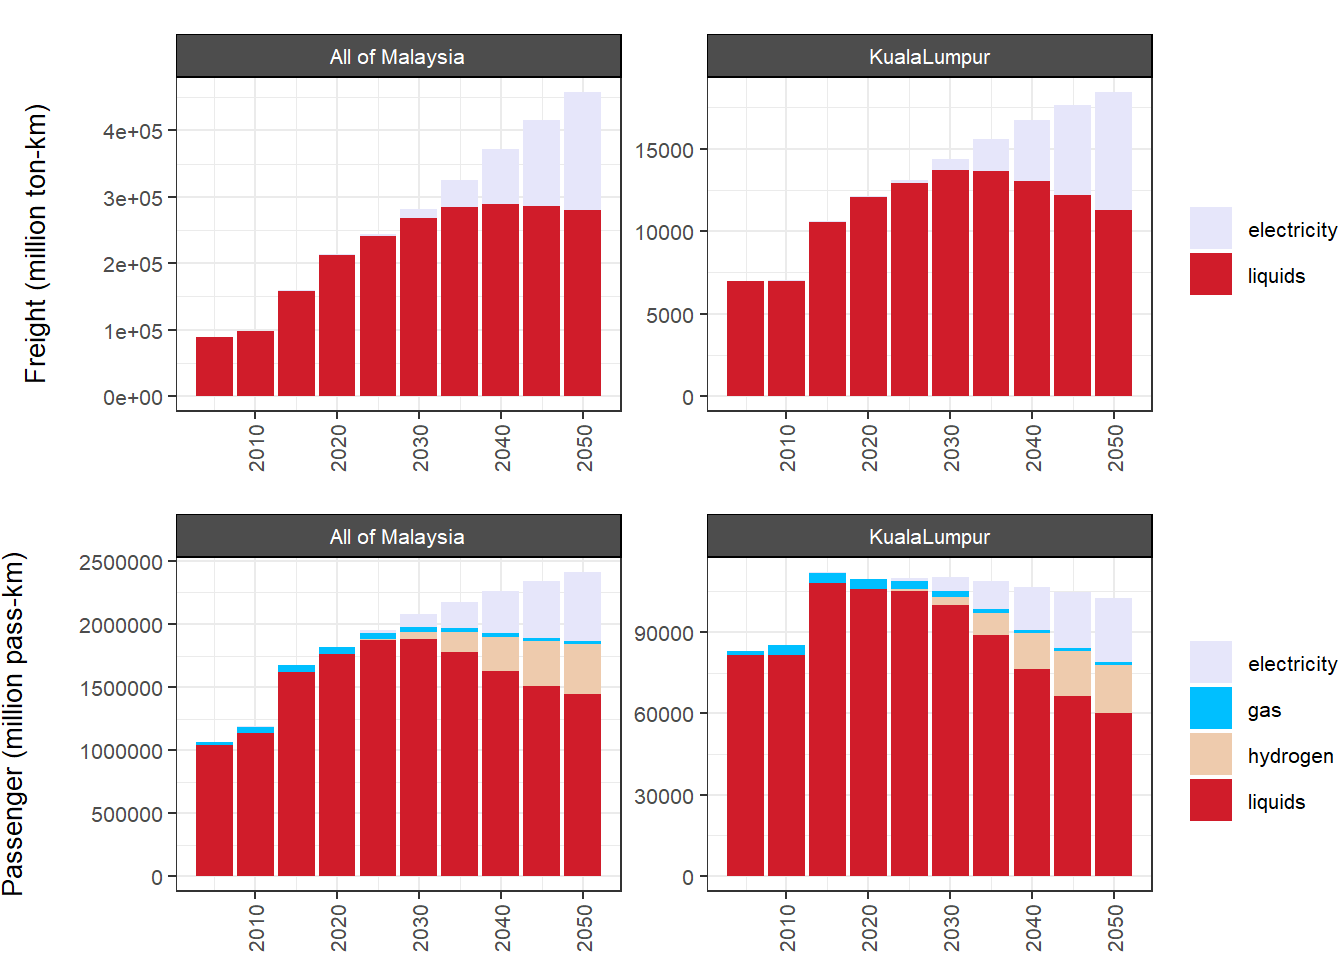 All of Malaysia
KualaLumpur
Freight (million ton-km)
4e+05
3e+05
2e+05
1e+05
0e+00
2010
2020
2030
2040
2050
15000
10000
5000
0
2010
2020
2030
2040
2050
electricity
liquids
All of Malaysia
KualaLumpur
Passenger (million pass-km)
2500000
2000000
1500000
1000000
500000
0
2010
2020
2030
2040
2050
90000
60000
30000
0
2010
2020
2030
2040
2050
electricity
gas
hydrogen
liquids